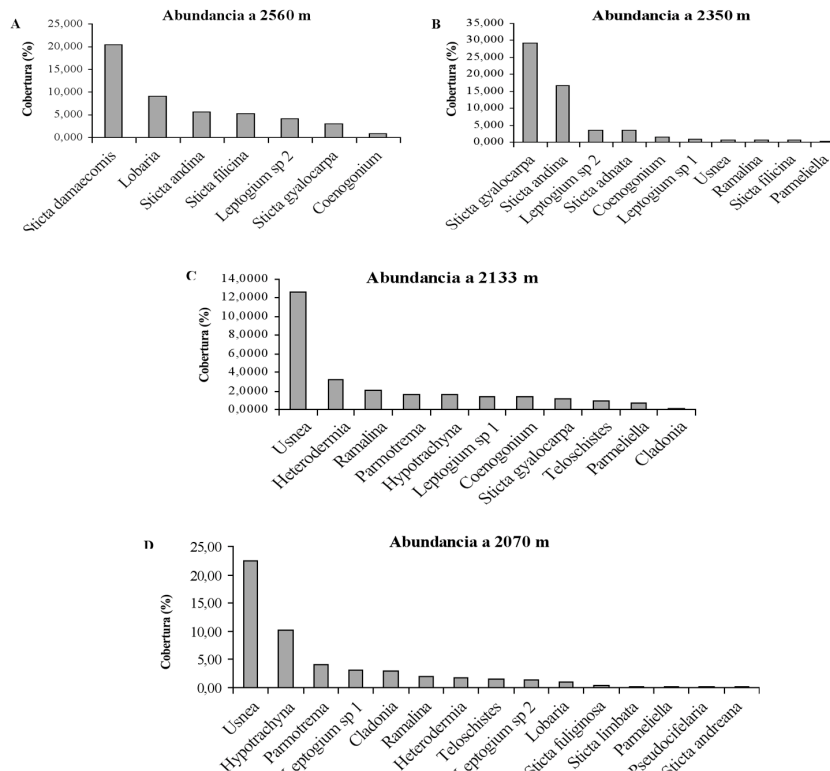 A
Abundancia a 2560 m
Cobertura (%)
25,000
20,000
15,000
10,000
5,000
0,000
Sticta damaecornis
Lobaria
Sticta andina
Sticta filicina
Leptogium sp 2
Sticta gyalocarpa
Coenogonium
B
Abundancia a 2350 m
Cobertura (%)
35,000
30,000
25,000
20,000
15,000
10,000
5,000
0,000
Sticta gyalocarpa
Sticta andina
Leptogium sp 2
Sticta adnata
Coenogonium
Leptogium sp 1
Usnea
Ramalina
Sticta filicina
Parmeliella
C
Abundancia a 2133 m
Cobertura (%)
14,0000
12,0000
10,0000
8,0000
6,0000
4,0000
2,0000
0,0000
Usnea
Heterodermia
Ramalina
Parmotrema
Hypotrachyna
Leptogium sp 1
Coenogonium
Sticta gyalocarpa
Teloschistes
Parmeliella
Cladonia
D
Abundancia a 2070 m
Cobertura (%)
25,00
20,00
15,00
10,00
5,00
0,00
Usnea
Hypotrachyna
Parmotrema
Leptogium sp 1
Cladonia
Ramalina
Heterodermia
Teloschistes
Leptogium sp 2
Lobaria
Sticta fuliginosa
Sticta limbata
Parmeliella
Pseudocifelaria
Sticta andreana